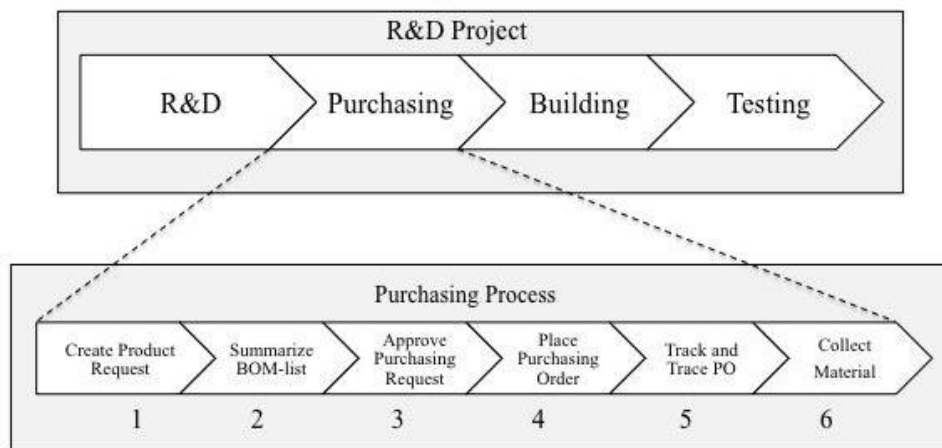 R&D Project
R&D
Purchasing
Building
Testing
Purchasing Process
Create Product
Request
Summarize
BOM-list
Approve
Purchasing
Request
Place
Purchasing
Order
Track and
Trace PO
Collect
Material
1
2
3
4
5
6